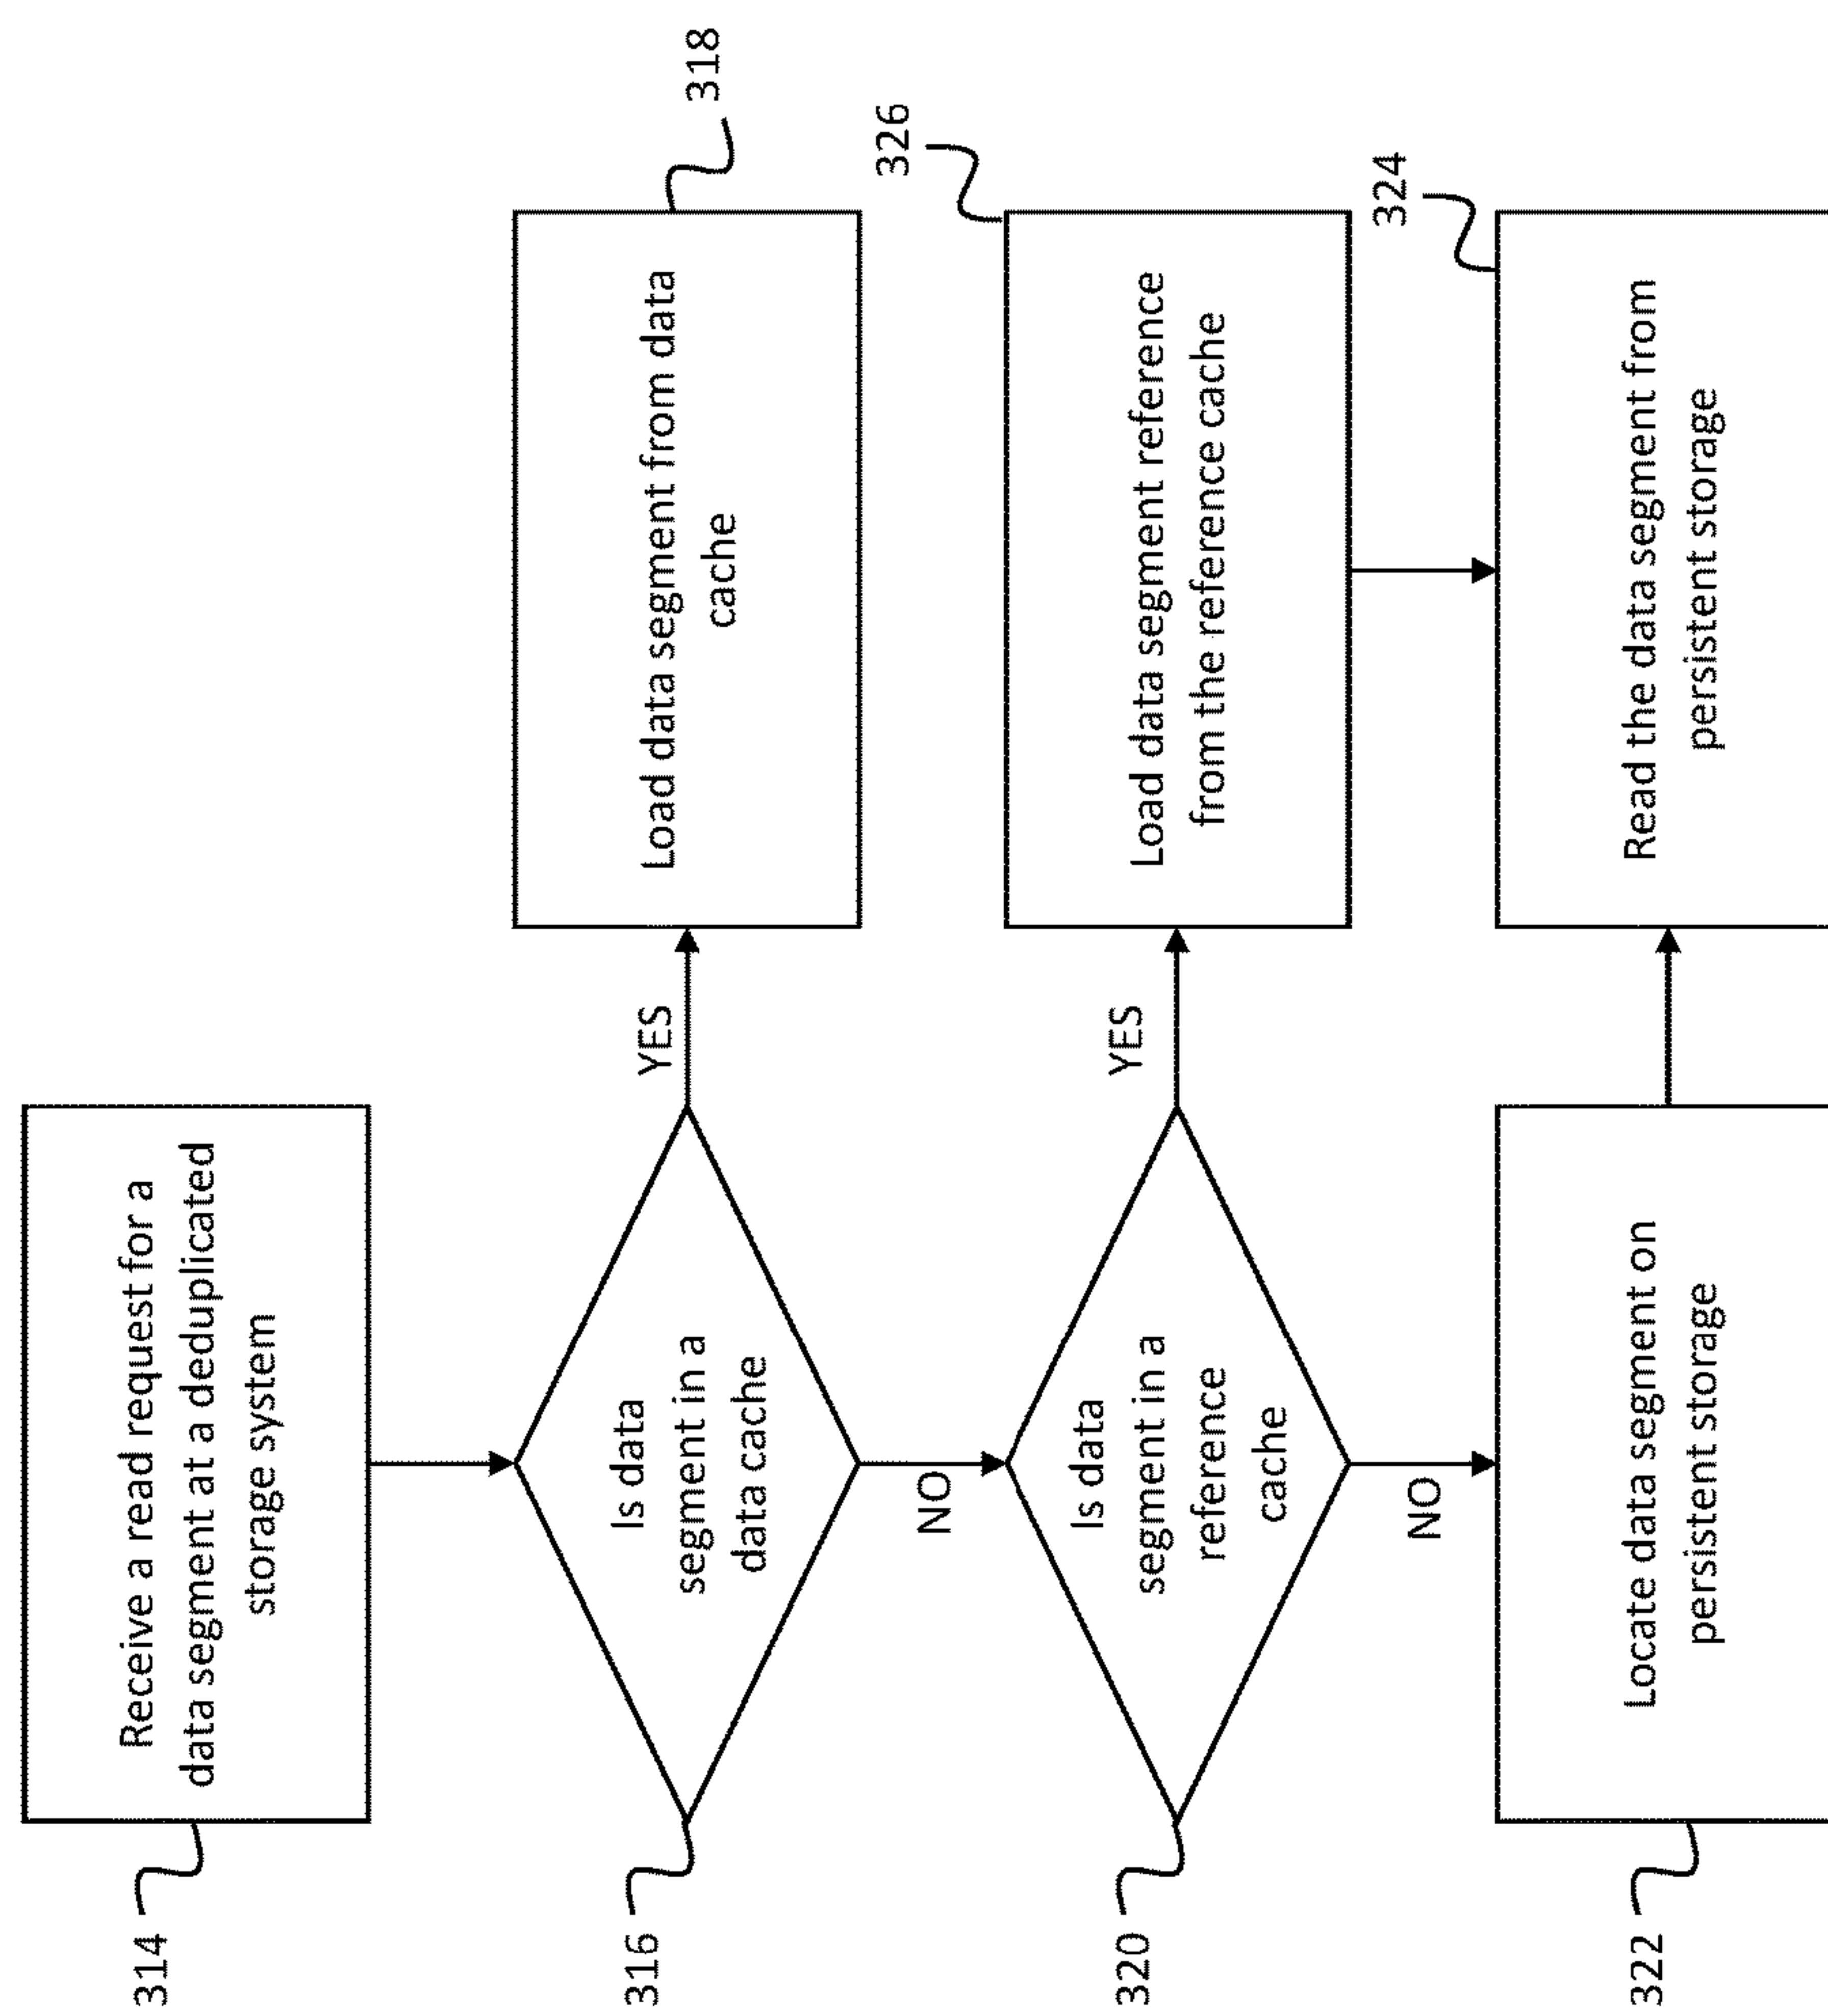 314
Receive a read request for a
data segment at a deduplicated
storage system
316
Is data
segment in a
data cache
YES
Load data segment from data
cache
318
NO
320
Is data
segment in a
reference
cache
YES
Load data segment reference
from the reference cache
326
NO
322
Locate data segment on
persistent storage
Read the data segment from
persistent storage
324